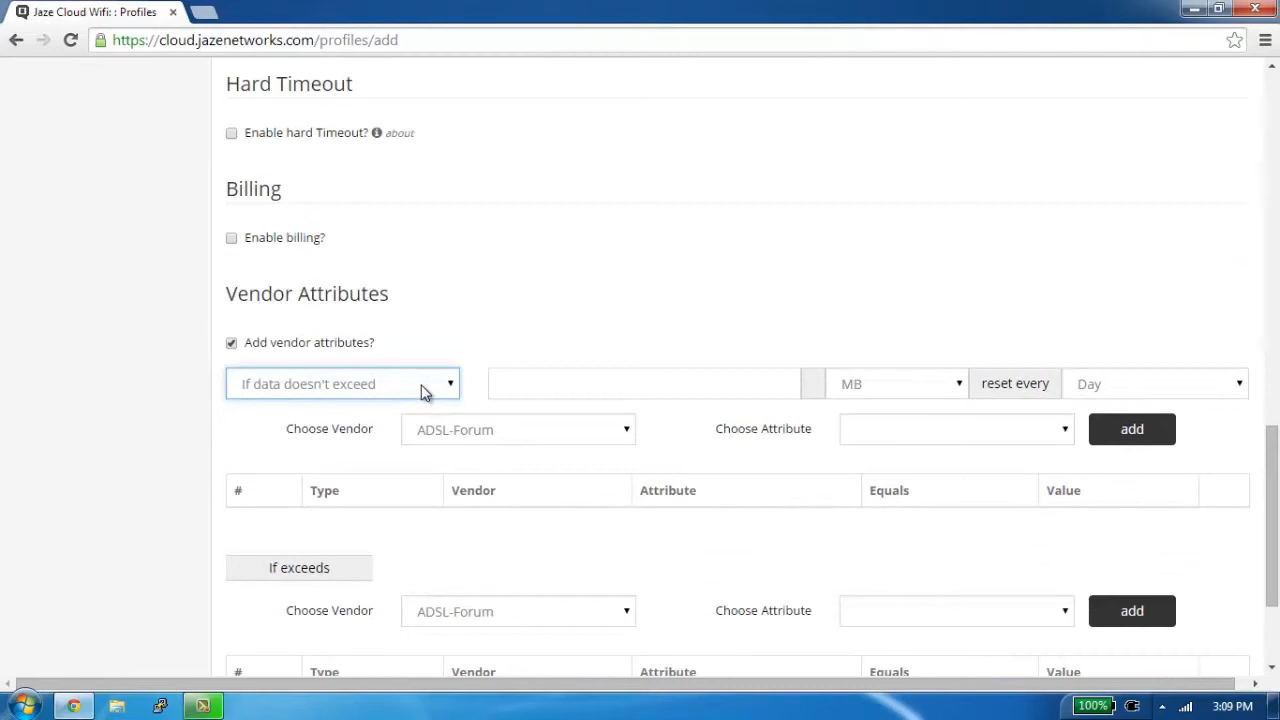 Jaze Cloud Wifi: : Profiles
https://cloud.jazenetworks.com/profiles/add
Hard Timeout
Enable hard Timeout? about
Billing
Enable billing?
Vendor Attributes
Add vendor attributes?
If data doesn't exceed MB reset every Day
Choose Vendor ADSL-Forum Choose Attribute add
# Type Vendor Attribute Equals Value
If exceeds
Choose Vendor ADSL-Forum Choose Attribute add
# Type Vendor Attribute Equals Value
100% 3:09 PM